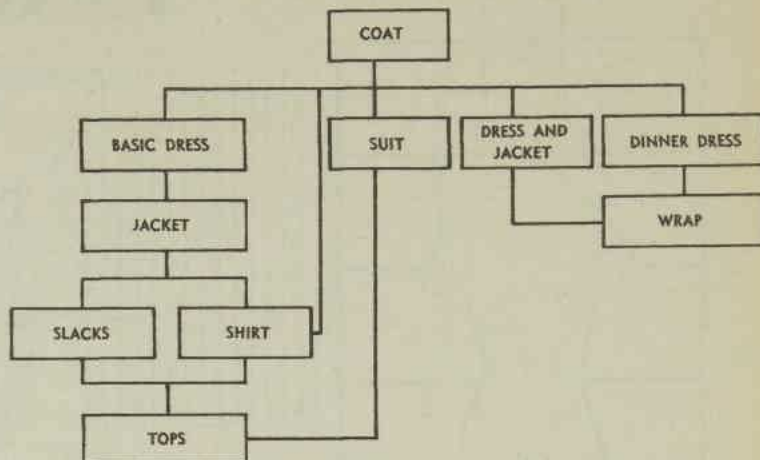 COAT
BASIC DRESS
SUIT
DRESS AND
JACKET
DINNER DRESS
JACKET
WRAP
SLACKS
SHIRT
TOPS